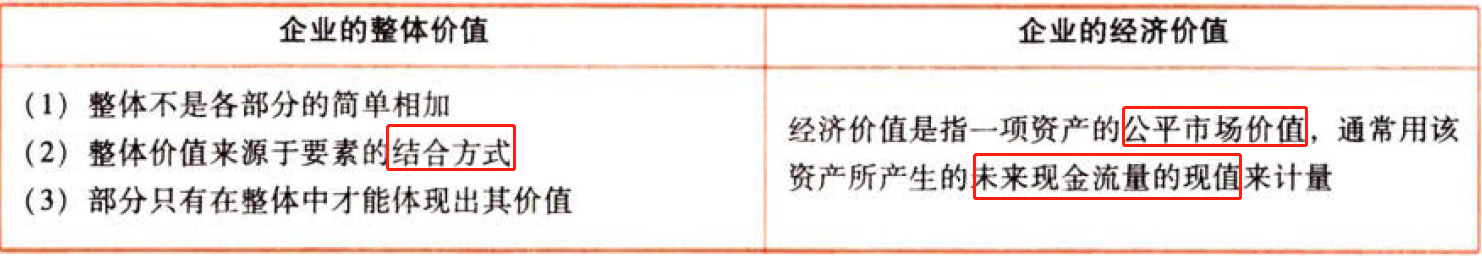 企业的整体价值
企业的经济价值
(1) 整体不是各部分的简单相加
(2) 整体价值来源于要素的结合方式
(3) 部分只有在整体中才能体现出其价值
经济价值是指一项资产的公平市场价值，通常用该
资产所产生的未来现金流量的现值来计量